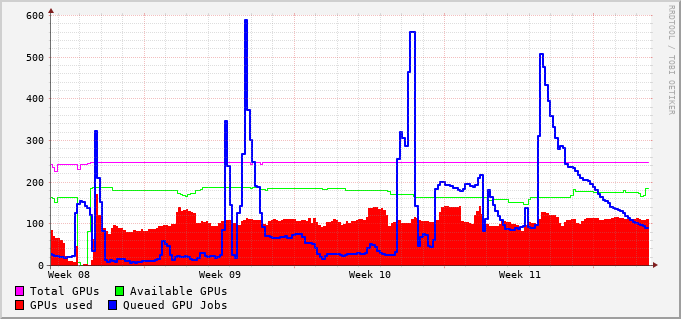 600
500
400
300
200
100
0
Week 08 Week 09 Week 10 Week 11
Total GPUs Available GPUs
GPUs used Queued GPU Jobs
RRDTOOL / TOBI OETIKER